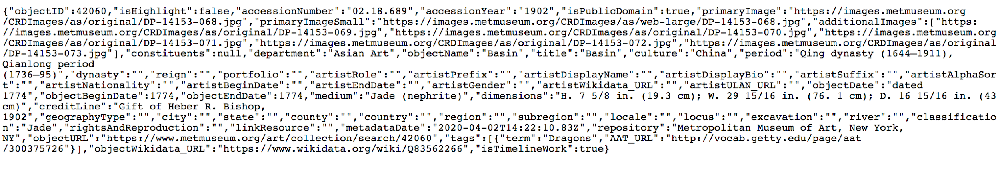 {"objectID":42060,"isHighlight":false,"accessionNumber":"02.18.689","accessionYear":"1902","isPublicDomain":true,"primaryImage":"https://images.metmuseum.org
/CRDImages/as/original/DP-14153-068.jpg","primaryImageSmall":"https://images.metmuseum.org/CRDImages/as/web-large/DP-14153-068.jpg","additionalImages":["https:
//images.metmuseum.org/CRDImages/as/original/DP-14153-069.jpg","https://images.metmuseum.org/CRDImages/as/original/DP-14153-070.jpg","https://images.metmuseum.org
/CRDImages/as/original/DP-14153-071.jpg","https://images.metmuseum.org/CRDImages/as/original/DP-14153-072.jpg","https://images.metmuseum.org/CRDImages/as/original
/DP-14153-073.jpg"],"constituents":null,"department":"Asian Art","objectName":"Basin","title":"Basin","culture":"China","period":"Qing dynasty (1644–1911),
Qianlong period
(1736–95)","dynasty":"","reign":"","portfolio":"","artistRole":"","artistPrefix":"","artistDisplayName":"","artistDisplayBio":"","artistSuffix":"","artistAlphaSor
t":"","artistNationality":"","artistBeginDate":"","artistEndDate":"","artistGender":"","artistWikidata_URL":"","artistULAN_URL":"","objectDate":"dated
1774","objectBeginDate":1774,"objectEndDate":1774,"medium":"Jade (nephrite)","dimensions":"H. 7 5/8 in. (19.3 cm); W. 29 15/16 in. (76. 1 cm); D. 16 15/16 in. (43
cm)","creditLine":"Gift of Heber R. Bishop,
1902","geographyType":"","city":"","state":"","county":"","country":"","region":"","subregion":"","locale":"","locus":"","excavation":"","river":"","classificatio
n":"Jade","rightsAndReproduction":"","linkResource":"","metadataDate":"2020-04-02T14:22:10.83Z","repository":"Metropolitan Museum of Art, New York,
NY","objectURL":"https://www.metmuseum.org/art/collection/search/42060","tags":[{"term":"Dragons","AAT_URL":"http://vocab.getty.edu/page/aat
/300375726"}],"objectWikidata_URL":"https://www.wikidata.org/wiki/Q83562266","isTimelineWork":true}